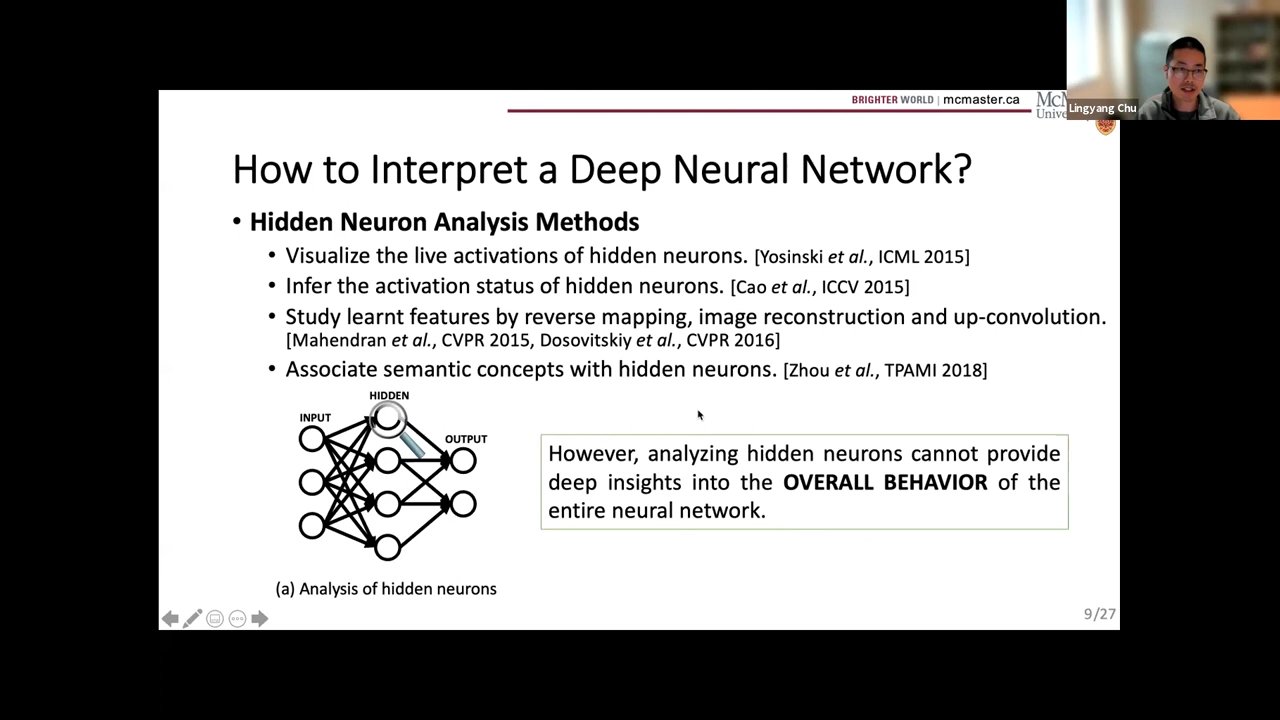 BRIGHTER WORLD | mcmaster.ca
Lingyang Chu
How to Interpret a Deep Neural Network?
• Hidden Neuron Analysis Methods
• Visualize the live activations of hidden neurons. [Yosinski et al., ICML 2015]
• Infer the activation status of hidden neurons. [Cao et al., ICCV 2015]
• Study learnt features by reverse mapping, image reconstruction and up-convolution.
[Mahendran et al., CVPR 2015, Dosovitskiy et al., CVPR 2016]
• Associate semantic concepts with hidden neurons. [Zhou et al., TPAMI 2018]
HIDDEN
INPUT
OUTPUT
However, analyzing hidden neurons cannot provide
deep insights into the OVERALL BEHAVIOR of the
entire neural network.
(a) Analysis of hidden neurons
9/27